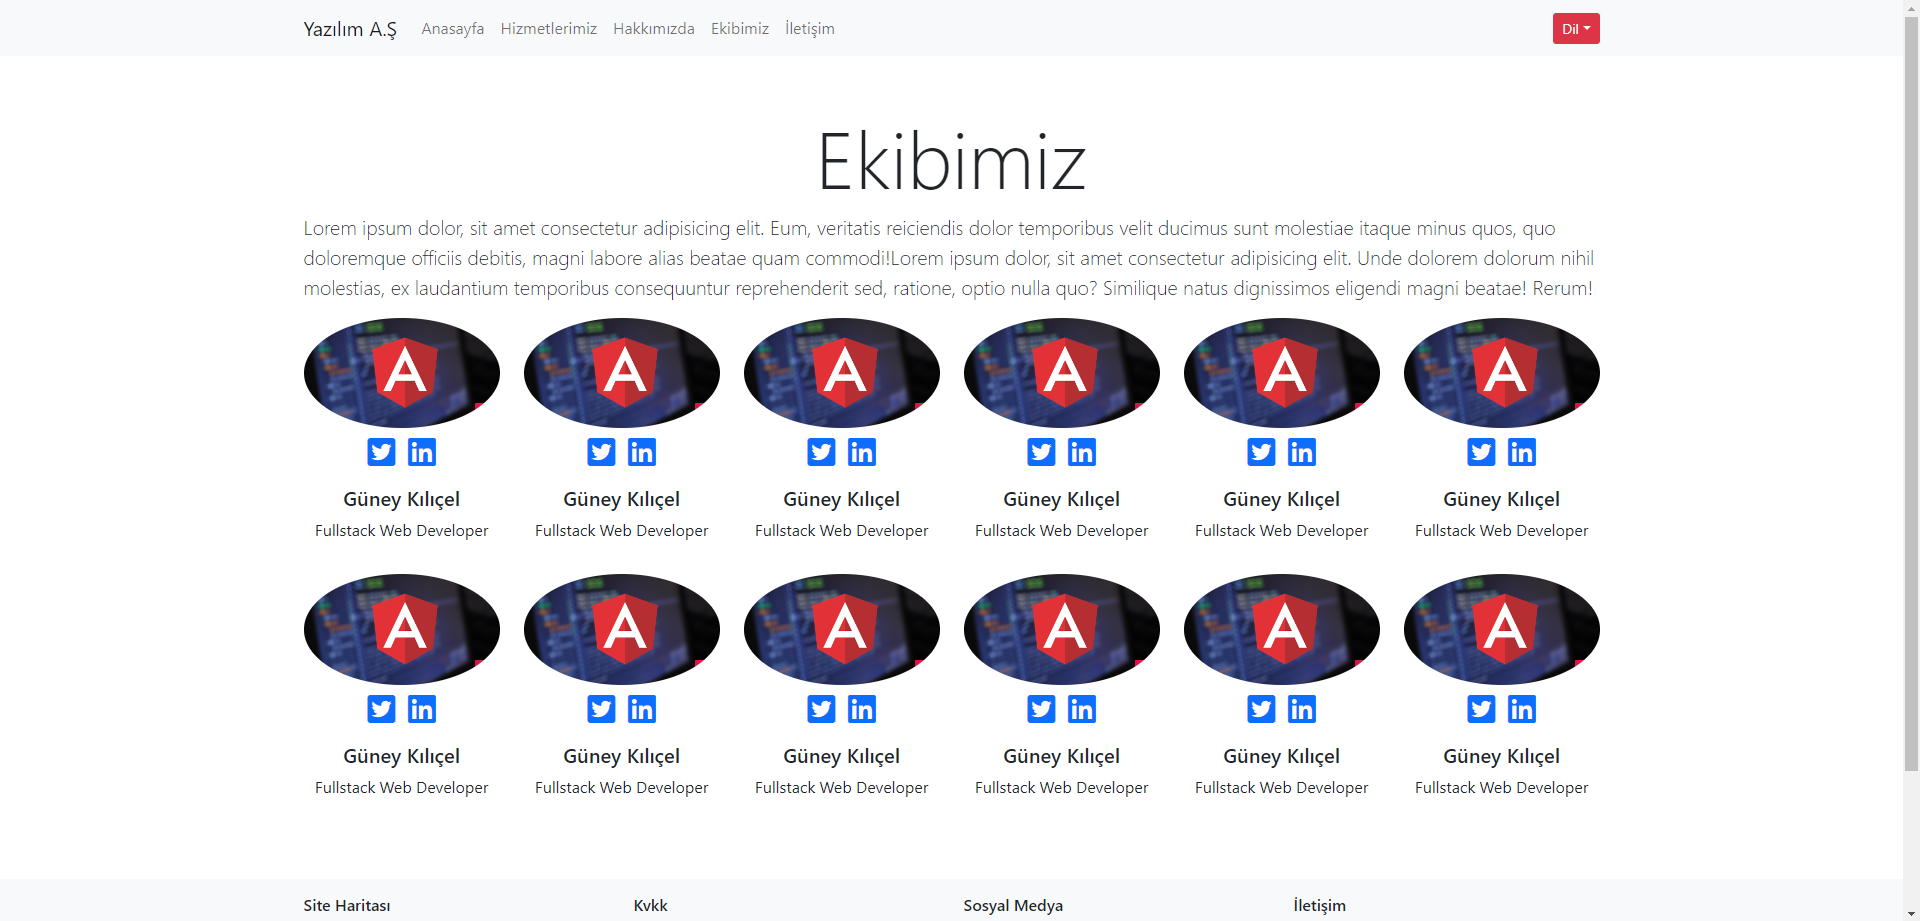 Yazılım A.Ş Anasayfa Hizmetlerimiz Hakkımızda Ekibimiz İletişim Dil
Ekibimiz
Lorem ipsum dolor, sit amet consectetur adipisicing elit. Eum, veritatis reiciendis dolor temporibus velit ducimus sunt molestiae itaque minus quos, quo
doloremque officiis debitis, magni labore alias beatae quam commodi!Lorem ipsum dolor, sit amet consectetur adipisicing elit. Unde dolorem dolorum nihil
molestias, ex laudantium temporibus consequuntur reprehenderit sed, ratione, optio nulla quo? Similique natus dignissimos eligendi magni beatae! Rerum!
Güney Kılıçel Güney Kılıçel Güney Kılıçel Güney Kılıçel Güney Kılıçel Güney Kılıçel
Fullstack Web Developer Fullstack Web Developer Fullstack Web Developer Fullstack Web Developer Fullstack Web Developer Fullstack Web Developer
Güney Kılıçel Güney Kılıçel Güney Kılıçel Güney Kılıçel Güney Kılıçel Güney Kılıçel
Fullstack Web Developer Fullstack Web Developer Fullstack Web Developer Fullstack Web Developer Fullstack Web Developer Fullstack Web Developer
Site Haritası Kvkk Sosyal Medya İletişim